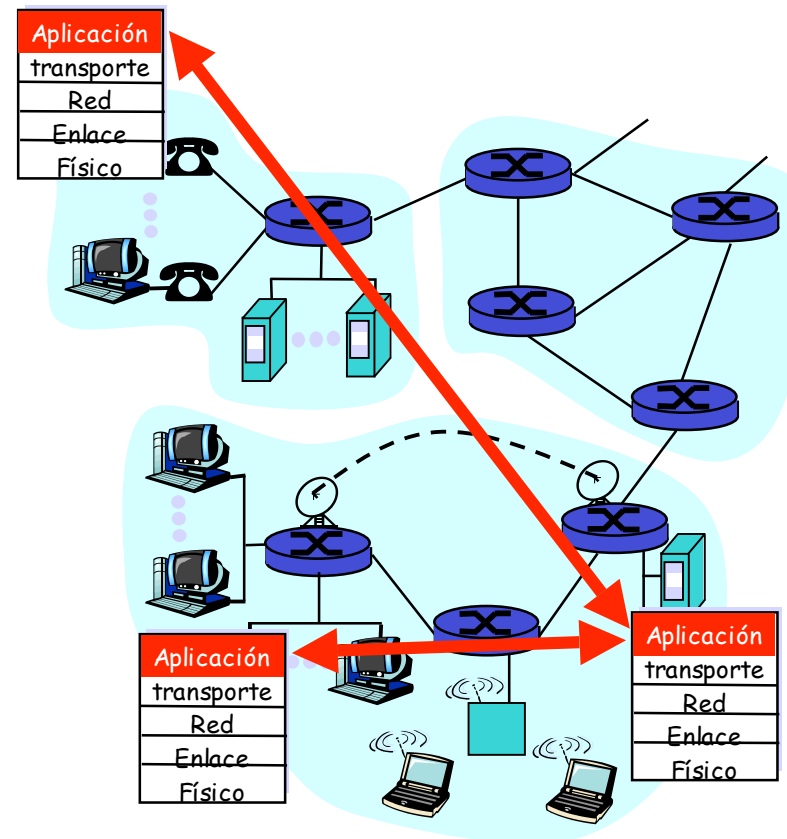 Aplicación
transporte
Red
Enlace
Físico
Aplicación
transporte
Red
Enlace
Físico
Aplicación
transporte
Red
Enlace
Físico